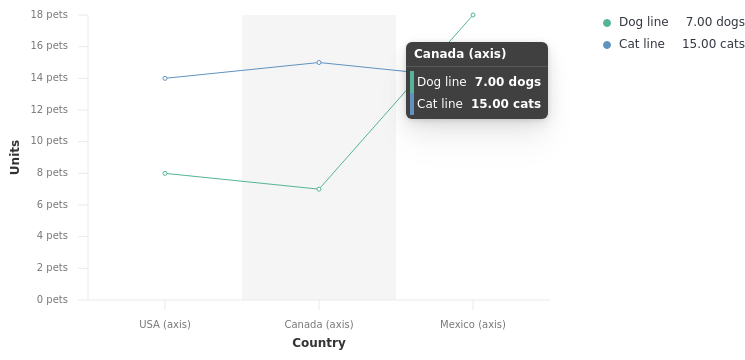 18 pets
16 pets
14 pets
12 pets
10 pets
8 pets
6 pets
4 pets
2 pets
0 pets
Units
USA (axis)
Canada (axis)
Mexico (axis)
Country
Canada (axis)
Dog line 7.00 dogs
Cat line 15.00 cats
Dog line 7.00 dogs
Cat line 15.00 cats